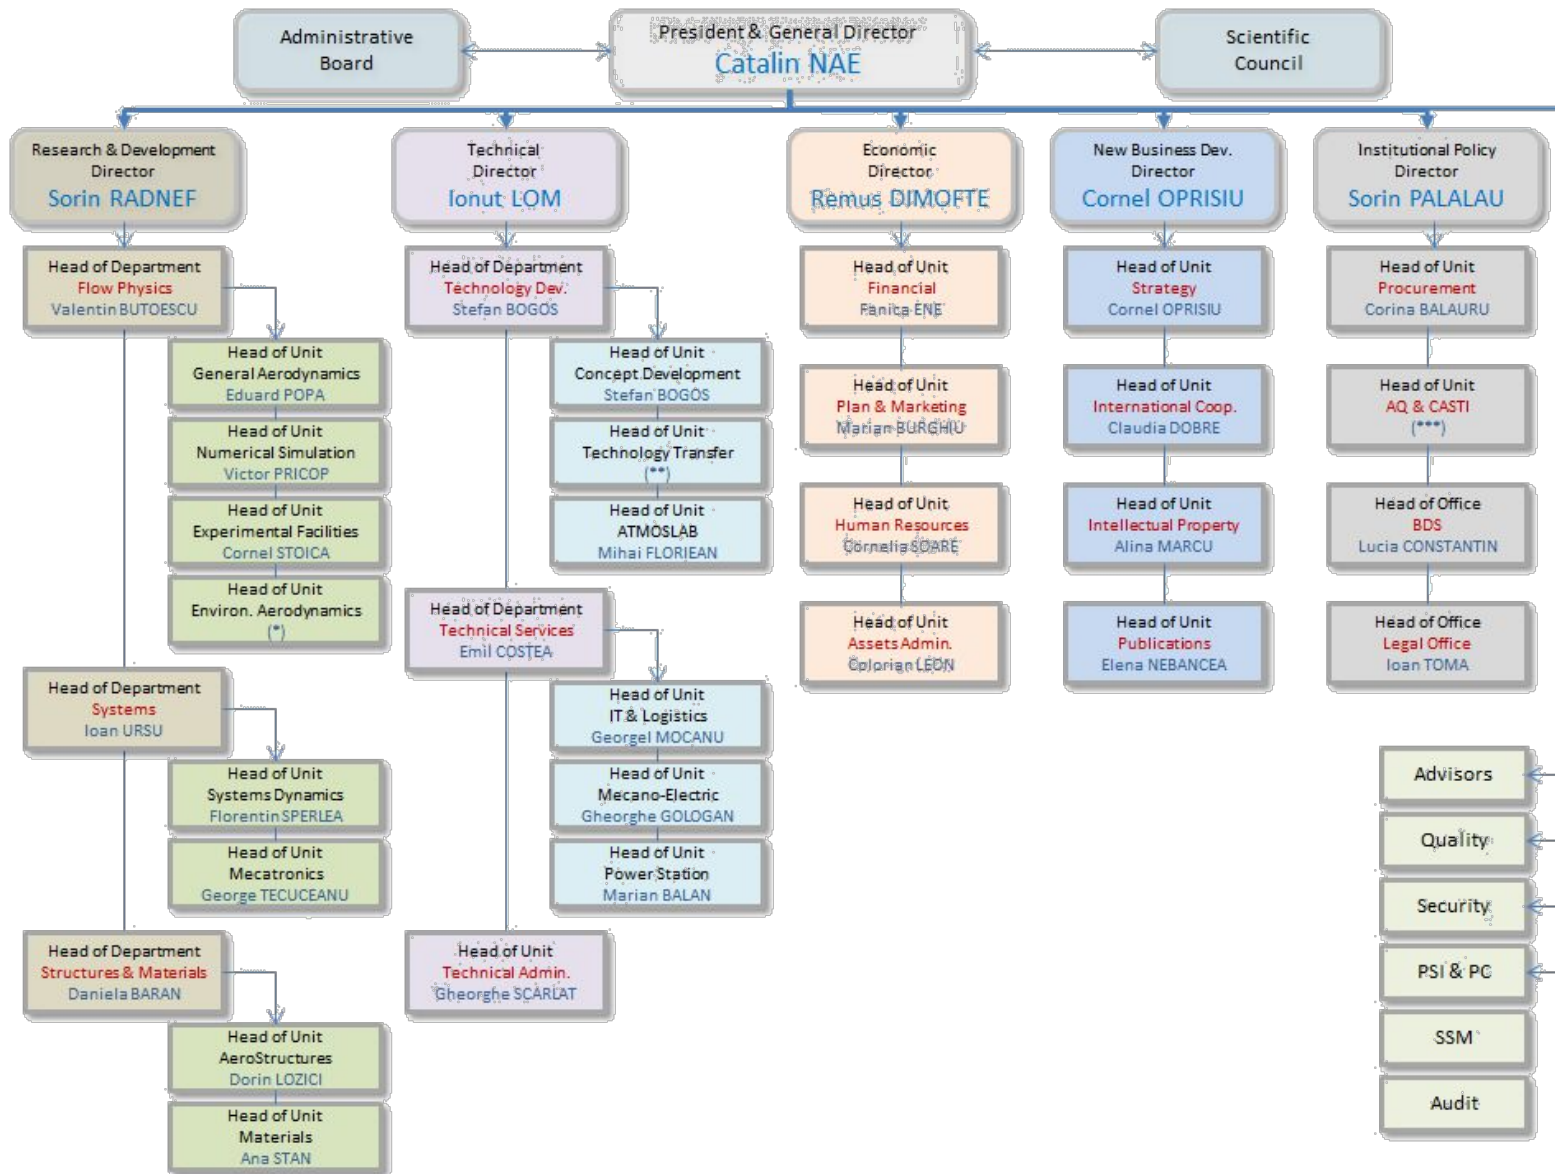 Administrative
Board
President & General Director
Catalin NAE
Scientific
Council
Research & Development
Director
Sorin RADNEF
Technical
Director
Ionut LOM
Economic
Director
Remus DIMOFTE
New Business Dev.
Director
Cornel OPRISIU
Institutional Policy
Director
Sorin PALALAU
Head of Department
Flow Physics
Valentin BUTOESCU
Head of Unit
General Aerodynamics
Eduard POPA
Head of Unit
Numerical Simulation
Victor PRICOP
Head of Unit
Experimental Facilities
Cornel STOICA
Head of Unit
Environ. Aerodynamics
(*)
Head of Department
Systems
Ioan URSU
Head of Unit
Systems Dynamics
Florentin SPERLEA
Head of Unit
Mecatronics
George TECUCEANU
Head of Department
Structures & Materials
Daniela BARAN
Head of Unit
AeroStructures
Dorin LOZICI
Head of Unit
Materials
Ana STAN
Head of Department
Technology Dev.
Stefan BOGOS
Head of Unit
Concept Development
Stefan BOGOS
Head of Unit
Technology Transfer
(**)
Head of Unit
ATMOSLAB
Mihai FLORIEAN
Head of Department
Technical Services
Emil COSTEA
Head of Unit
IT & Logistics
Georgel MOCANU
Head of Unit
Mecano-Electric
Gheorghe GOLOGAN
Head of Unit
Power Station
Marian BALAN
Head of Unit
Technical Admin.
Gheorghe SCARLAT
Head of Unit
Financial
Fanica ENE
Head of Unit
Plan & Marketing
Marian BURGHIU
Head of Unit
Human Resources
Cornelia SOARE
Head of Unit
Assets Admin.
Colorian LEON
Head of Unit
Strategy
Cornel OPRISIU
Head of Unit
International Coop.
Claudia DOBRE
Head of Unit
Intellectual Property
Alina MARCU
Head of Unit
Publications
Elena NEBANCEA
Head of Unit
Procurement
Corina BALAURU
Head of Unit
AQ & CASTI
(***)
Head of Office
BDS
Lucia CONSTANTIN
Head of Office
Legal Office
Ioan TOMA
Advisors
Quality
Security
PSI & PC
SSM
Audit